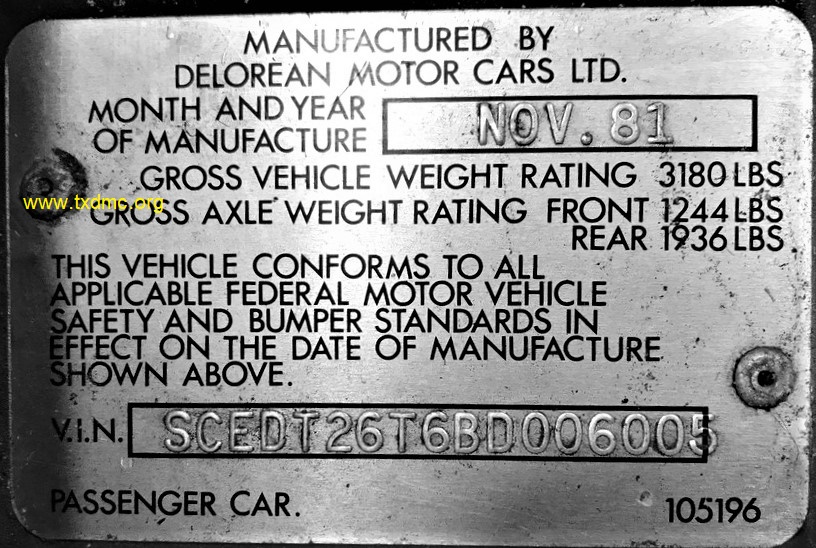 MANUFACTURED BY
DELOREAN MOTOR CARS LTD.
MONTH AND YEAR
OF MANUFACTURE NOV.81
GROSS VEHICLE WEIGHT RATING 3180 LBS
www.txdmc.org
GROSS AXLE WEIGHT RATING FRONT 1244 LBS
REAR 1936 LBS
THIS VEHICLE CONFORMS TO ALL
APPLICABLE FEDERAL MOTOR VEHICLE
SAFETY AND BUMPER STANDARDS IN
EFFECT ON THE DATE OF MANUFACTURE
SHOWN ABOVE.
V.I.N. SCEDT26T6BD006005
PASSENGER CAR. 105196